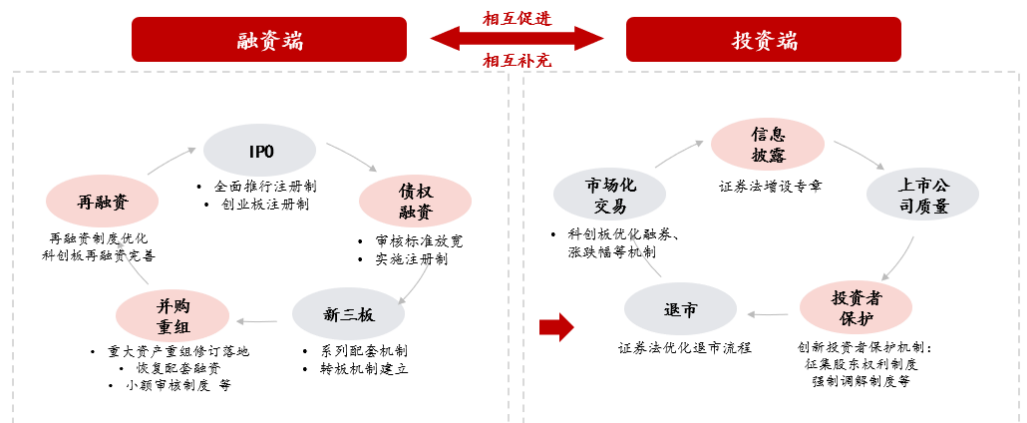 融资端
相互促进
相互补充
投资端
IPO
• 全面推行注册制
• 创业板注册制
债权
融资
• 审核标准放宽
• 实施注册制
新三板
• 系列配套机制
• 转板机制建立
并购
重组
• 重大资产重组修订落地
• 恢复配套融资
• 小额审核制度 等
再融资
再融资制度优化
科创板再融资完善
信息
披露
证券法增设专章
上市公
司质量
投资者
保护
创新投资者保护机制：
征集股东权利制度
强制调解制度等
退市
证券法优化退市流程
市场化
交易
• 科创板优化融券、
涨跌幅等机制